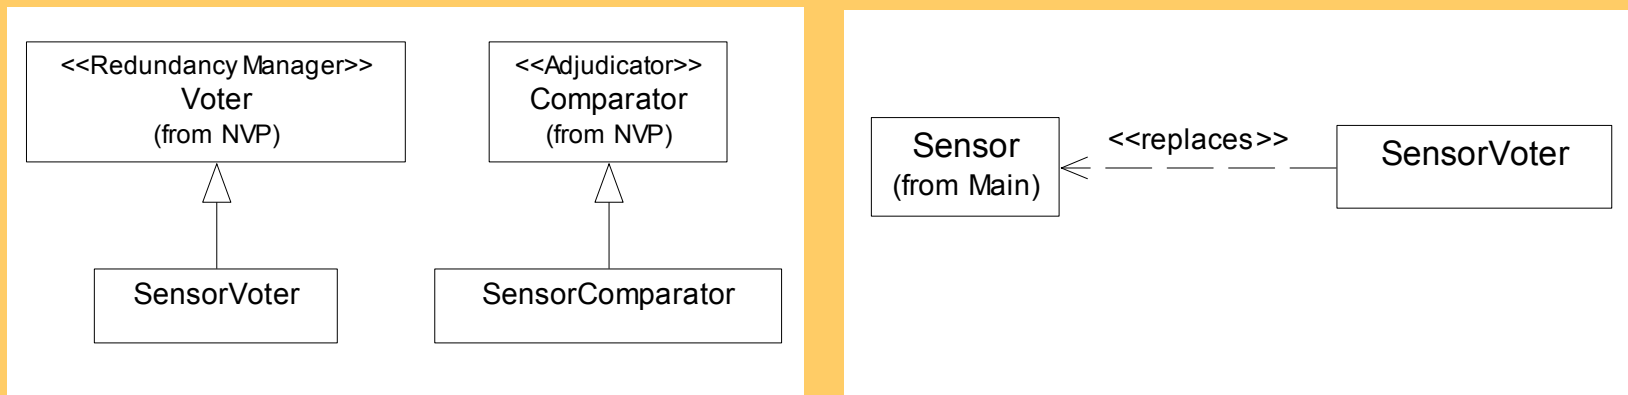 <<Redundancy Manager>>
Voter
(from NVP)
<<Adjudicator>>
Comparator
(from NVP)
SensorVoter
SensorComparator
Sensor
(from Main)
<<replaces>>
SensorVoter